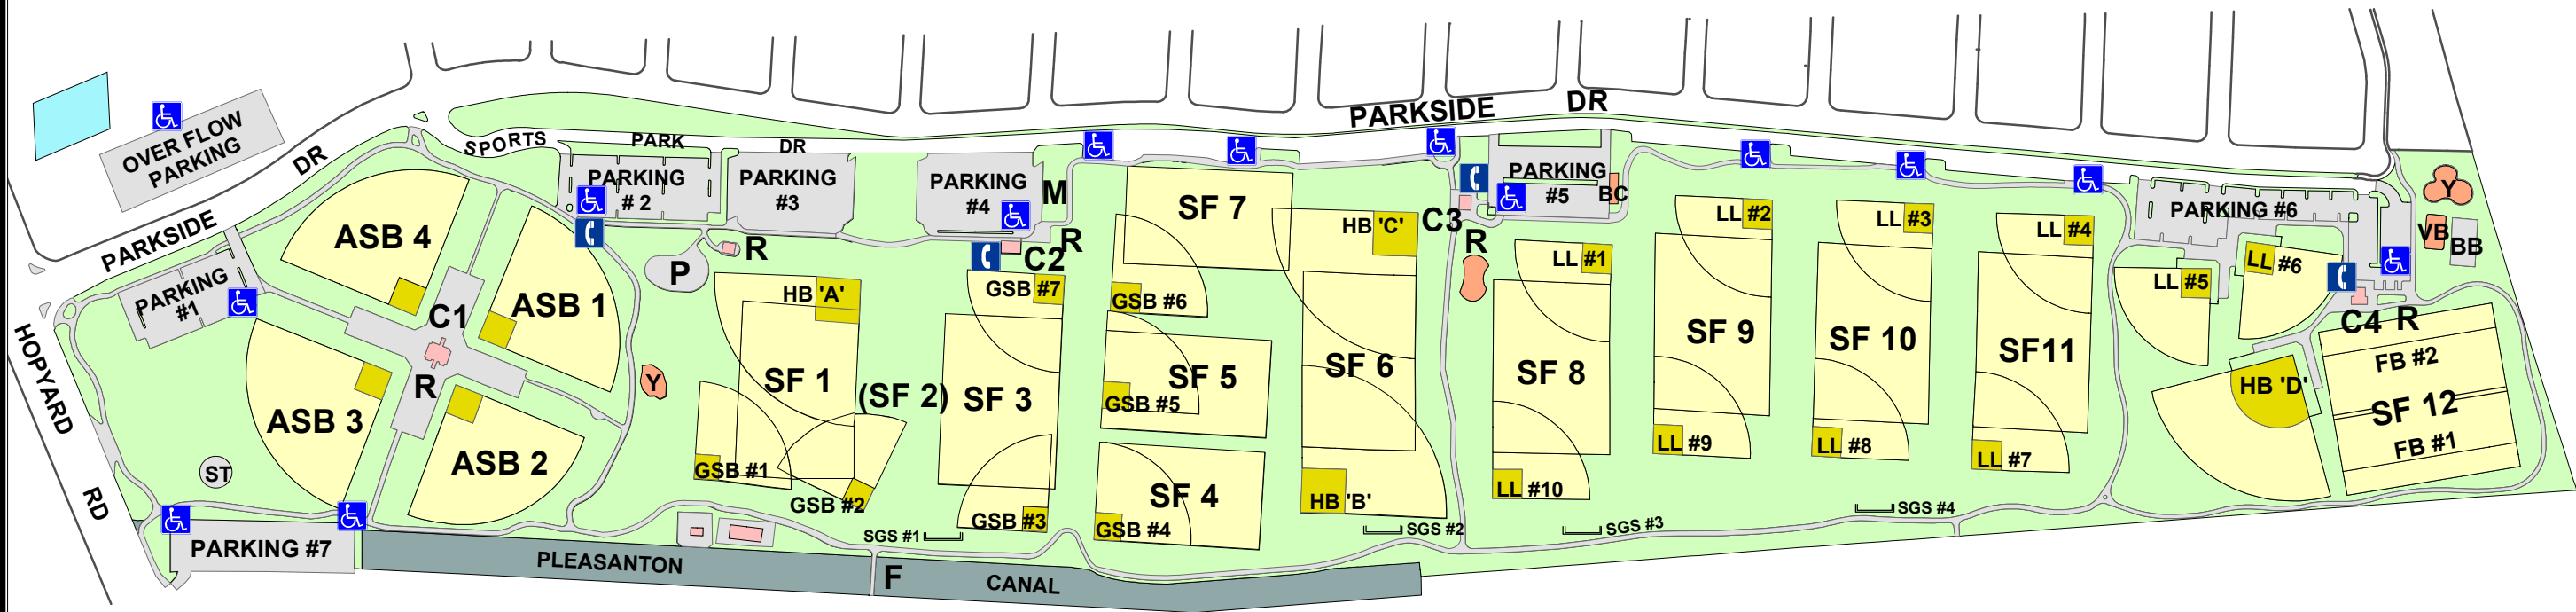 PARKSIDE DR
OVER FLOW
PARKING
DR
PARKSIDE
SPORTS PARK DR
HOPYARD
RD
PARKING
#1
PARKING
# 2
PARKING
#3
PARKING
#4
M
PARKING
#5
BC
PARKING #6
PARKING #7
ASB 4
ASB 1
ASB 3
ASB 2
C1
R
ST
P
R
Y
HB 'A'
SF 1
(SF 2)
GSB #1
GSB #2
C2
R
GSB #7
SF 3
GSB #3
SGS #1
SF 7
GSB #6
SF 5
GSB #5
SF 4
GSB #4
HB 'C'
SF 6
HB 'B'
SGS #2
C3
R
LL #1
SF 8
LL #10
SGS #3
LL #2
SF 9
LL #9
LL #3
SF 10
LL #8
SGS #4
LL #4
SF11
LL #7
LL #5
LL #6
Y
VB
BB
C4
R
HB 'D'
FB #2
SF 12
FB #1
PLEASANTON
F
CANAL